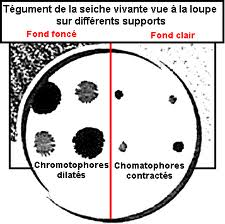 Tégument de la seiche vivante vue à la loupe
sur différents supports
Fond foncé
Fond clair
Chromotophores
dilatés
Chomatophores
contractés